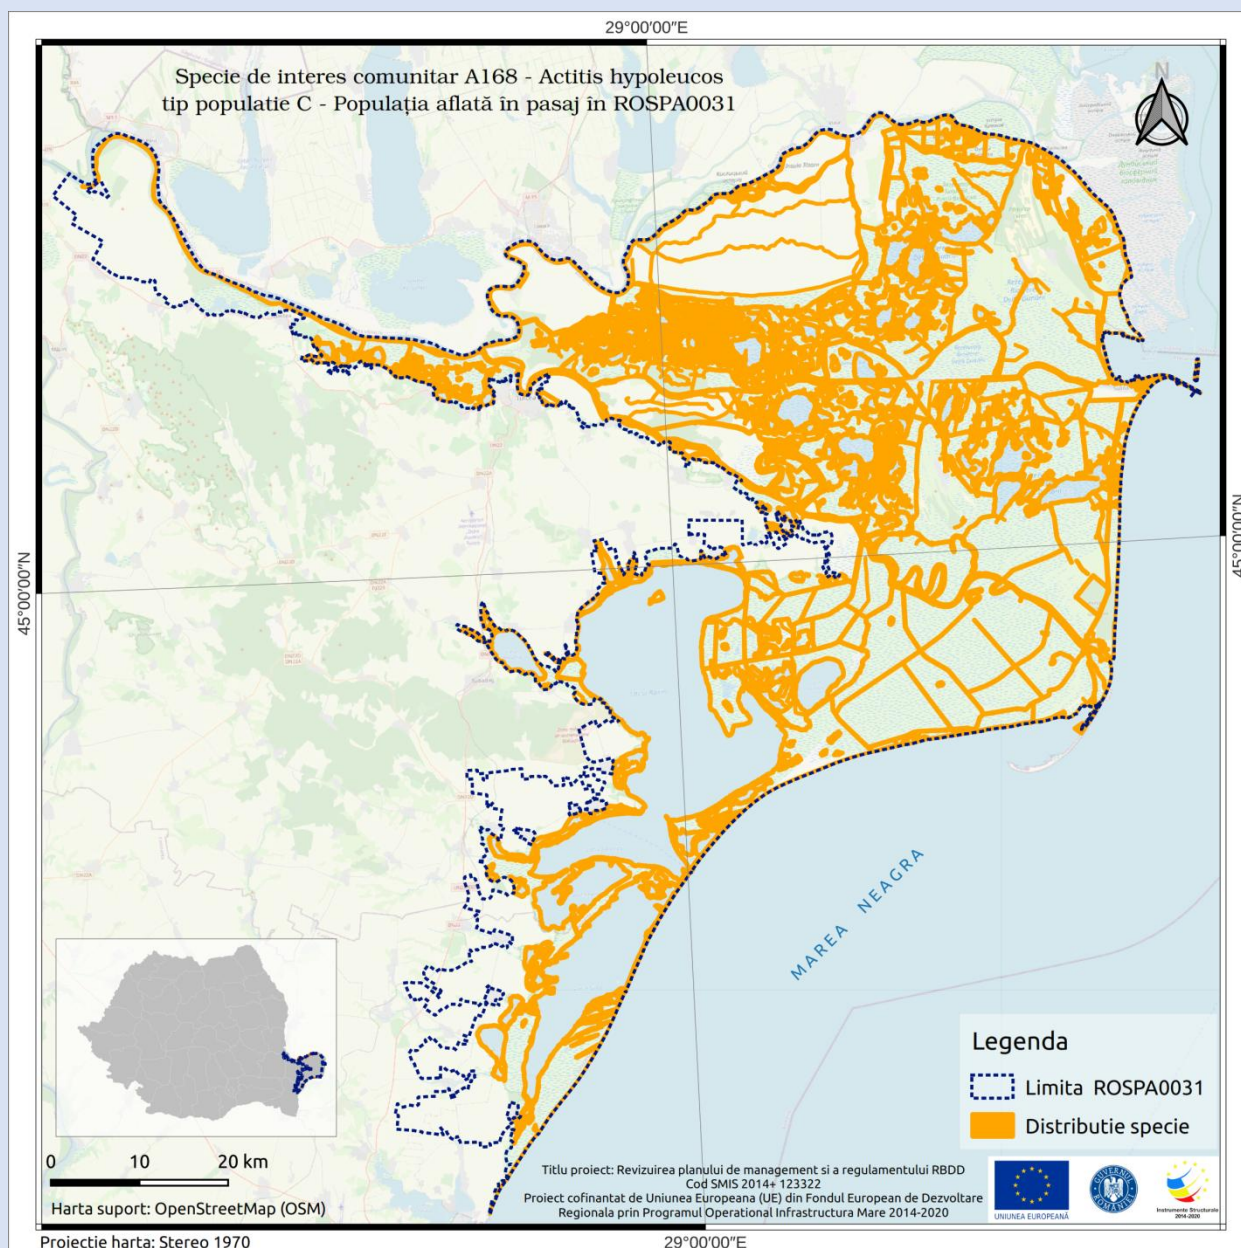 29°00′00″E
Specie de interes comunitar A168 - Actitis hypoleucos
tip populatie C - Populația aflată în pasaj în ROSPA0031
N
45°00′00″N
45°00′00″N
MAREA NEAGRA
Legenda
Limita ROSPA0031
Distributie specie
0 10 20 km
Harta suport: OpenStreetMap (OSM)
Titlu proiect: Revizuirea planului de management si a regulamentului RBDD
Cod SMIS 2014+ 123322
Proiect cofinantat de Uniunea Europeana (UE) din Fondul European de Dezvoltare
Regionala prin Programul Operational Infrastructura Mare 2014-2020
UNIUNEA EUROPEANĂ
GUVERNUL ROMÂNIEI
Instrumente Structurale
2014-2020
Proiecție harta: Stereo 1970
29°00′00″E